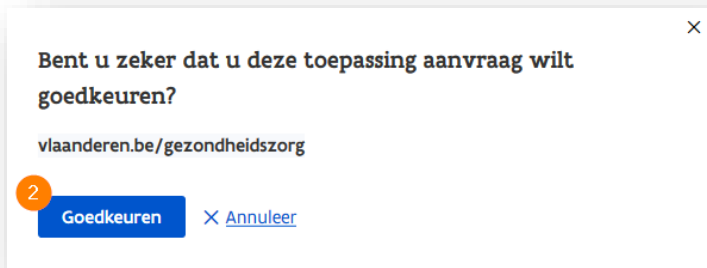 Bent u zeker dat u deze toepassing aanvraag wilt
goedkeuren?
vlaanderen.be/gezondheidszorg
2
Goedkeuren
Annuleer